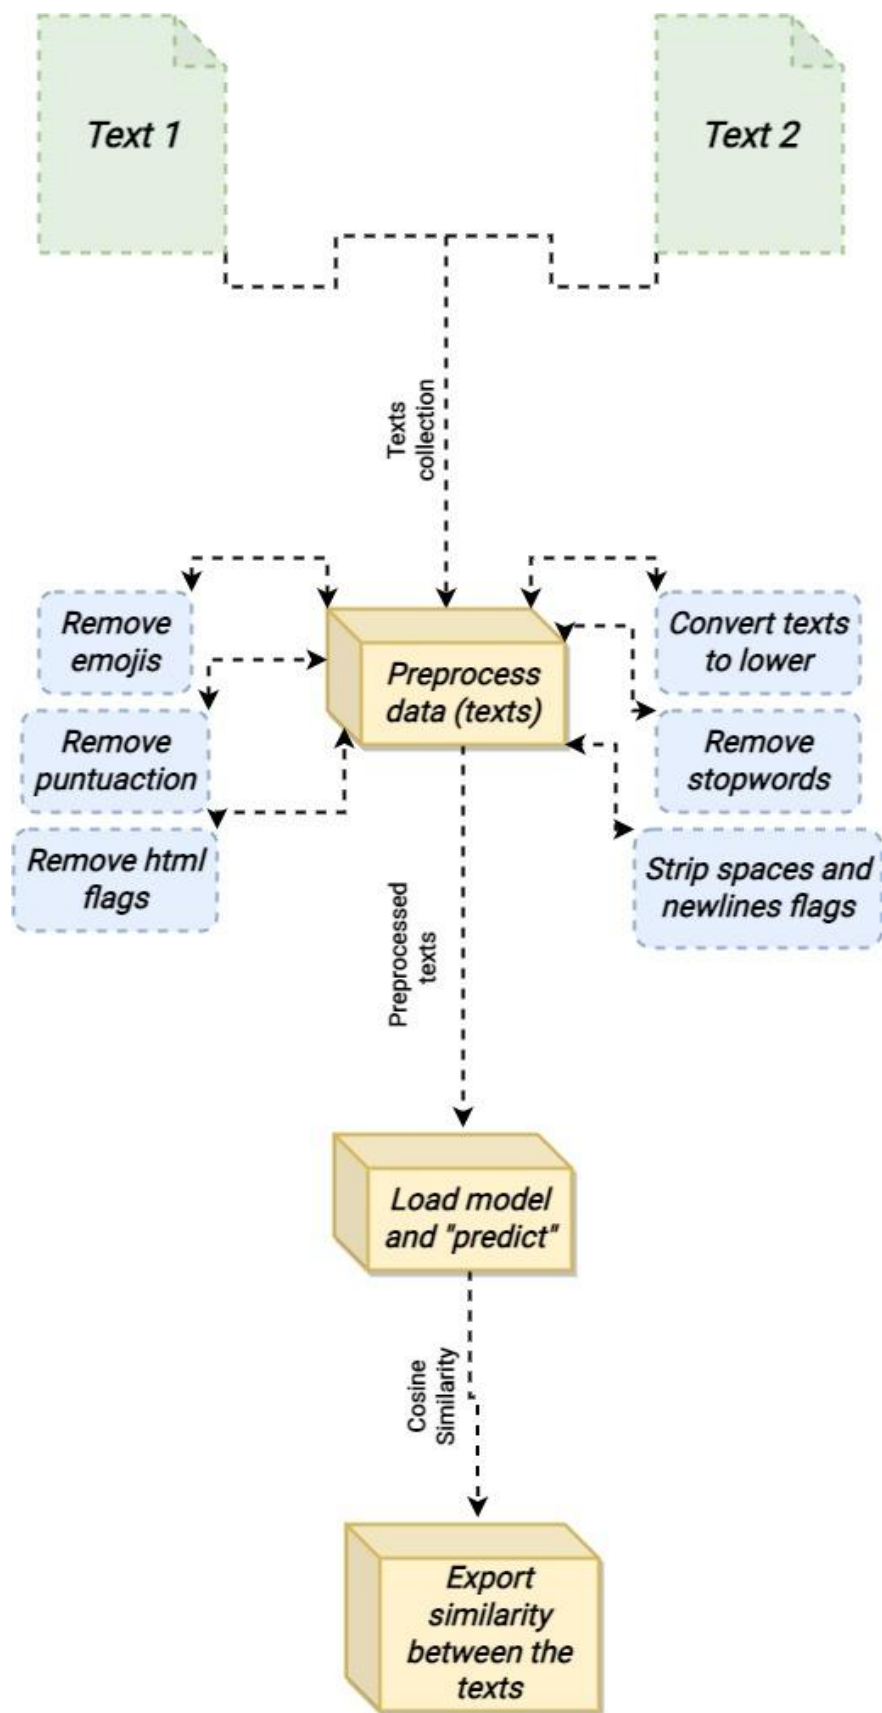 Text 1
Text 2
Texts
collection
Remove
emojis
Convert texts
to lower
Preprocess
data (texts)
Remove
puntuaction
Remove
stopwords
Remove html
flags
Strip spaces and
newlines flags
Preprocessed
texts
Load model
and "predict"
Cosine
Similarity
Export
similarity
between the
texts